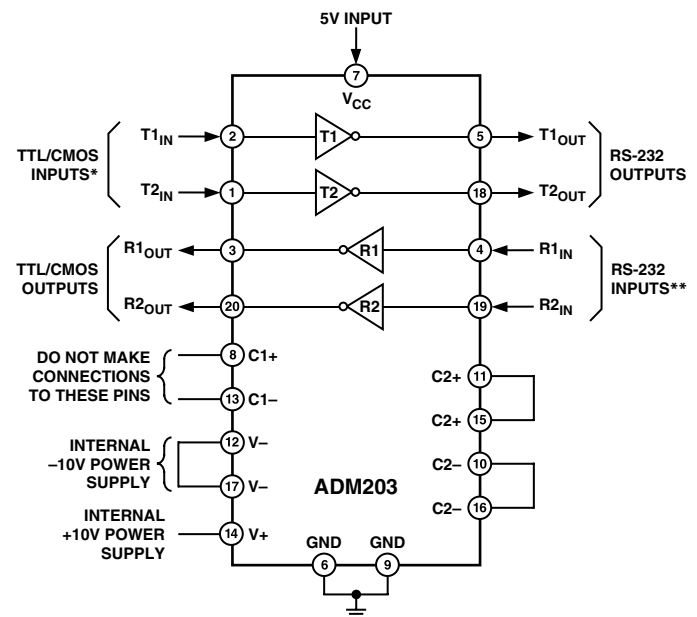 5V INPUT
7
VCC
TTL/CMOS
INPUTS*
T1IN
2
T1
5
T1OUT
T2IN
1
T2
18
T2OUT
RS-232
OUTPUTS
TTL/CMOS
OUTPUTS
R1OUT
3
R1
4
R1IN
R2OUT
20
R2
19
R2IN
RS-232
INPUTS**
DO NOT MAKE
CONNECTIONS
TO THESE PINS
8 C1+
13 C1–
INTERNAL
–10V POWER
SUPPLY
12 V–
17 V–
INTERNAL
+10V POWER
SUPPLY
14 V+
C2+ 11
C2+ 15
C2– 10
C2– 16
ADM203
GND GND
6 9